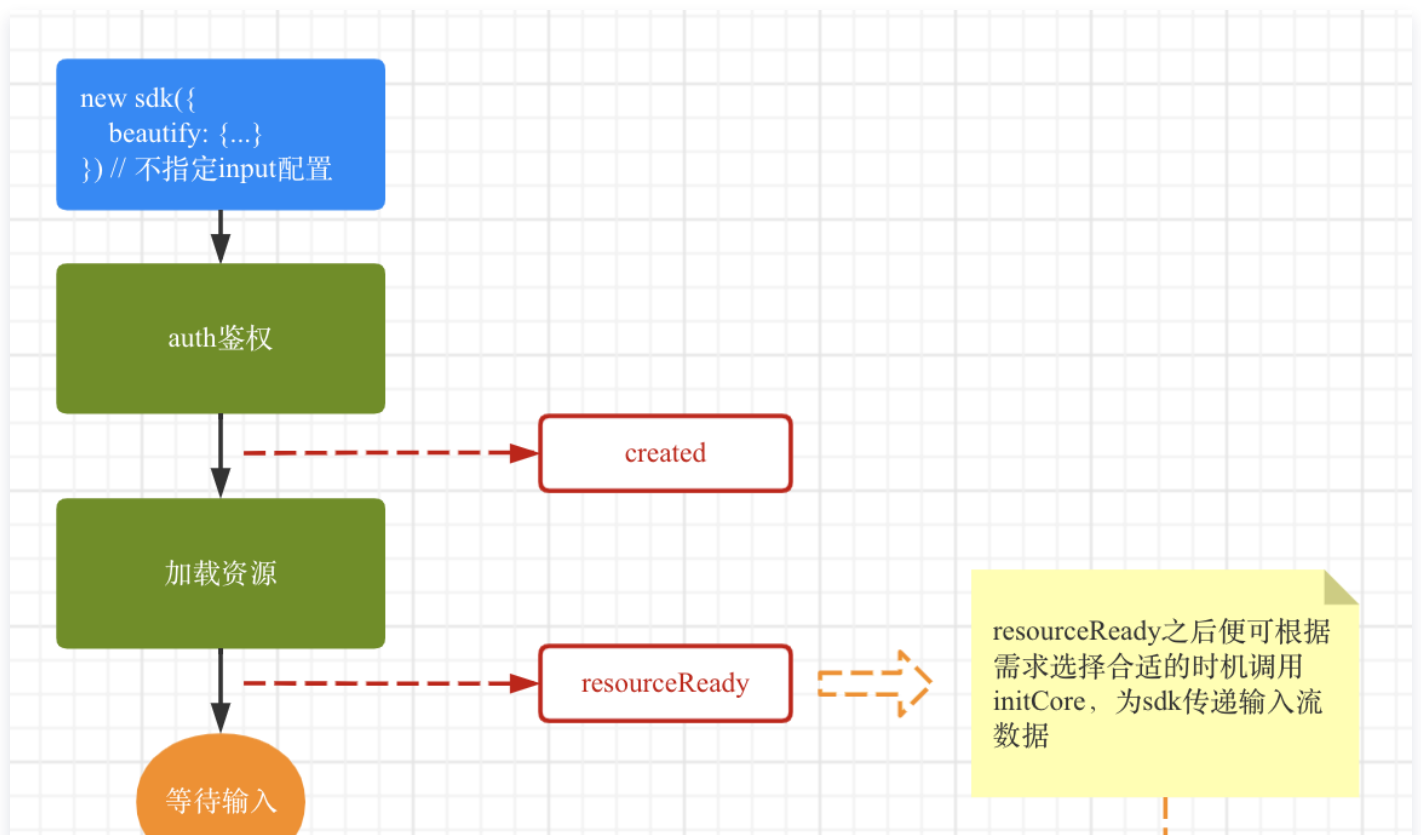 new sdk({
beautify: {...}
}) // 不指定input配置
auth鉴权
created
加载资源
resourceReady
resourceReady之后便可根据
需求选择合适的时机调用
initCore，为sdk传递输入流
数据
等待输入